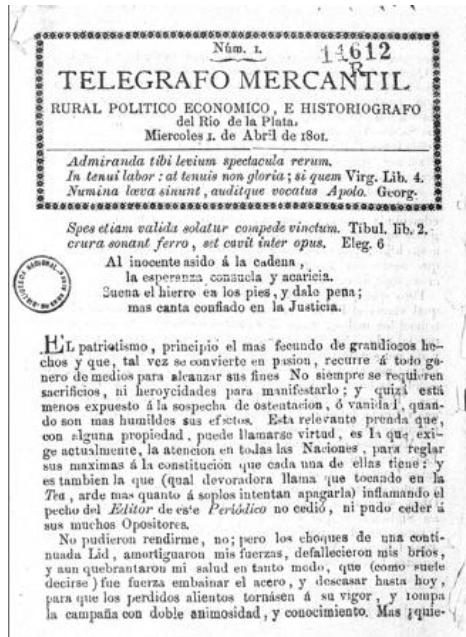 Núm. 1.
14612
R
TELEGRAFO MERCANTIL
RURAL POLITICO ECONOMICO, E HISTORIOGRAFO
del Rio de la Plata.
Miercoles 1. de Abril de 1801.
Admiranda tibi levium spectacula rerum.
In tenui labor: at tenuis non gloria; si quem Virg. Lib. 4.
Numina læva sinunt, auditque vocatus Apolo. Georg.
Spes etiam valida solatur compede vinctum. Tibul. lib. 2.
crura sonant ferro, set cavit inter opus. Eleg. 6
Al inocente asido á la cadena,
la esperanza consuela y acaricia.
Suena el hierro en los pies, y dale pena;
mas canta confiado en la Justicia.
EL patriotismo, principio el mas fecundo de grandiozos he-
chos y que, tal vez se convierte en pasion, recurre á todo gé-
nero de medios para alcanzar sus fines No siempre se requieren
sacrificios, ni heroycidades para manifestarlo; y quizá está
menos expuesto á la sospecha de ostentacion, ó vanidad, quan-
do son mas humildes sus efectos. Esta relevante prenda que,
con alguna propiedad, puede llamarse virtud, es la que exi-
ge actualmente, la atencion en todas las Naciones, para reglar
sus maximas á la constitución que cada una de ellas tiene: y
es tambien la que (qual devoradora llama que tocando en la
Tea, arde mas quanto á soplos intentan apagarla) inflamando el
pecho del Editor de este Periódico no cedió, ni pudo ceder á
sus muchos Opositores.
No pudieron rendirme, no; pero los choques de una conti-
nuada Lid, amortiguaron mis fuerzas, defallecieron mis brios,
y aun quebrantaron mi salud en tanto modo, que (como suele
decirse) fue fuerza embainar el acero, y descasar hasta hoy,
para que los perdidos alientos tornásen á su vigor, y rompa
la campaña con doble animosidad, y conocimiento. Mas ¡quie-